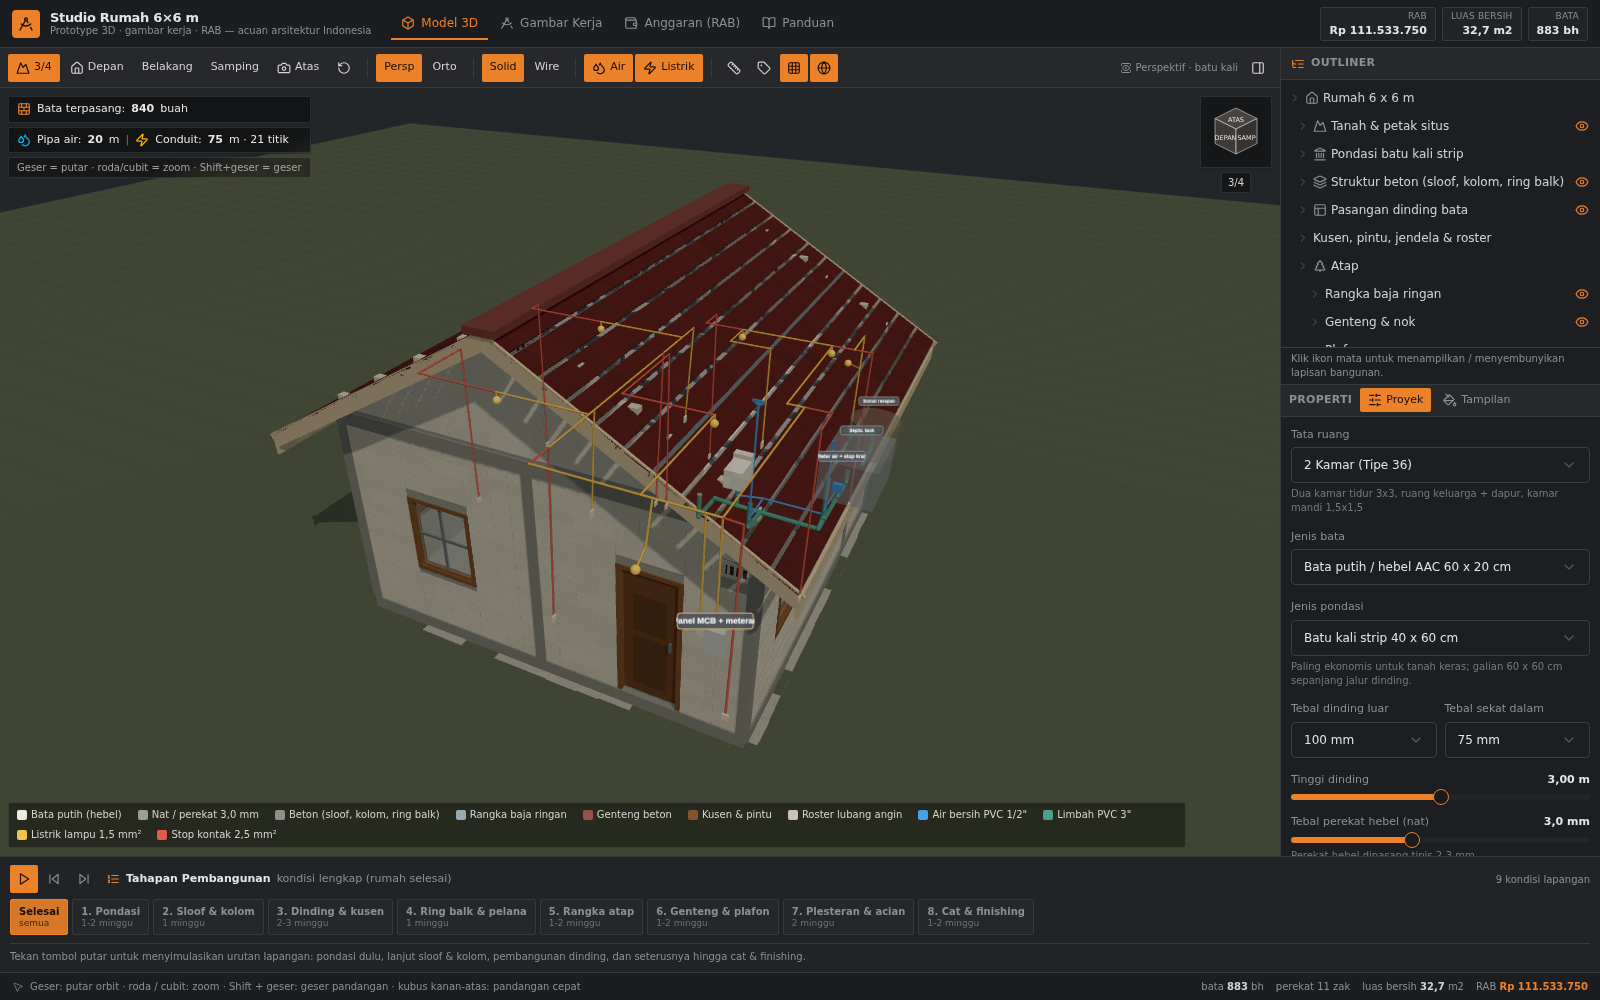 Studio Rumah 6×6 m
Prototype 3D · gambar kerja · RAB — acuan arsitektur Indonesia
Model 3D
Gambar Kerja
Anggaran (RAB)
Panduan
RAB
Rp 111.533.750
LUAS BERSIH
32,7 m2
BATA
883 bh
3/4
Depan
Belakang
Samping
Atas
Persp
Orto
Solid
Wire
Air
Listrik
Perspektif · batu kali
Bata terpasang: 840 buah
Pipa air: 20 m | Conduit: 75 m · 21 titik
Geser = putar · roda/cubit = zoom · Shift+geser = geser
ATAS
DEPAN
SAMP
3/4
Sumur resapan
Septic tank
eter air + stop kran
anel MCB + metera
Bata putih (hebel)
Nat / perekat 3,0 mm
Beton (sloof, kolom, ring balk)
Rangka baja ringan
Genteng beton
Kusen & pintu
Roster lubang angin
Air bersih PVC 1/2"
Limbah PVC 3"
Listrik lampu 1,5 mm²
Stop kontak 2,5 mm²
OUTLINER
Rumah 6 x 6 m
Tanah & petak situs
Pondasi batu kali strip
Struktur beton (sloof, kolom, ring balk)
Pasangan dinding bata
Kusen, pintu, jendela & roster
Atap
Rangka baja ringan
Genteng & nok
Klik ikon mata untuk menampilkan / menyembunyikan
lapisan bangunan.
PROPERTI
Proyek
Tampilan
Tata ruang
2 Kamar (Tipe 36)
Dua kamar tidur 3x3, ruang keluarga + dapur, kamar
mandi 1,5x1,5
Jenis bata
Bata putih / hebel AAC 60 x 20 cm
Jenis pondasi
Batu kali strip 40 x 60 cm
Paling ekonomis untuk tanah keras; galian 60 x 60 cm
sepanjang jalur dinding.
Tebal dinding luar
Tebal sekat dalam
100 mm
75 mm
Tinggi dinding
3,00 m
Tebal perekat hebel (nat)
3,0 mm
Perekat hebel dipasang tipis 2-3 mm
Tahapan Pembangunan kondisi lengkap (rumah selesai)
9 kondisi lapangan
Selesai
semua
1. Pondasi
1-2 minggu
2. Sloof & kolom
1 minggu
3. Dinding & kusen
2-3 minggu
4. Ring balk & pelana
1 minggu
5. Rangka atap
1-2 minggu
6. Genteng & plafon
1-2 minggu
7. Plesteran & acian
2 minggu
8. Cat & finishing
1-2 minggu
Tekan tombol putar untuk menyimulasikan urutan lapangan: pondasi dulu, lanjut sloof & kolom, pembangunan dinding, dan seterusnya hingga cat & finishing.
Geser: putar orbit · roda / cubit: zoom · Shift + geser: geser pandangan · kubus kanan-atas: pandangan cepat
bata 883 bh
perekat 11 zak
luas bersih 32,7 m2
RAB Rp 111.533.750